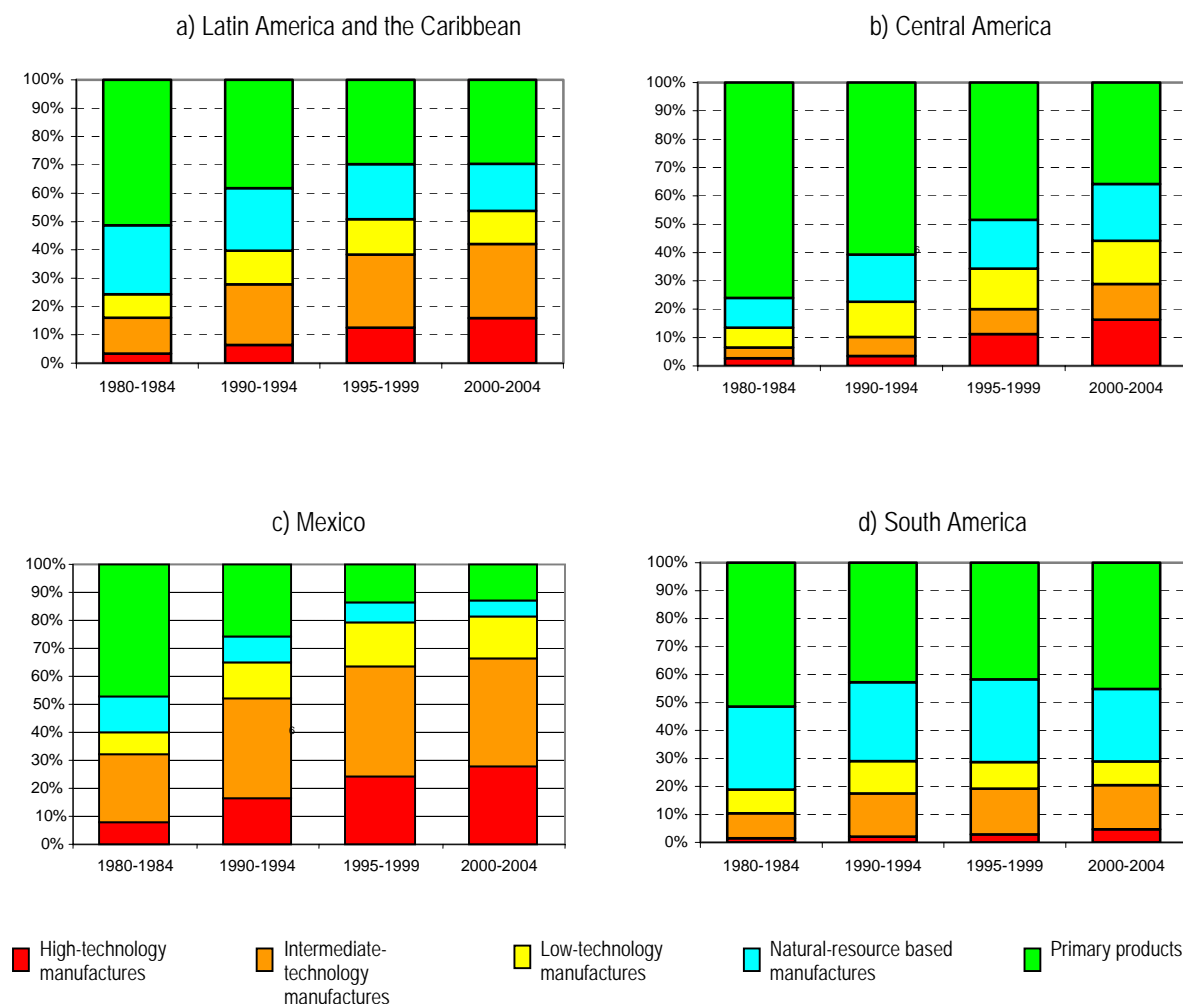 a) Latin America and the Caribbean
100%
90%
80%
70%
60%
50%
40%
30%
20%
10%
0%
1980-1984 1990-1994 1995-1999 2000-2004
b) Central America
100%
90%
80%
70%
60%
50%
40%
30%
20%
10%
0%
6
1980-1984 1990-1994 1995-1999 2000-2004
c) Mexico
100%
90%
80%
70%
60%
50%
40%
30%
20%
10%
0%
6
1980-1984 1990-1994 1995-1999 2000-2004
d) South America
100%
90%
80%
70%
60%
50%
40%
30%
20%
10%
0%
1980-1984 1990-1994 1995-1999 2000-2004
High-technology
manufactures
Intermediate-
technology
manufactures
Low-technology
manufactures
Natural-resource based
manufactures
Primary products